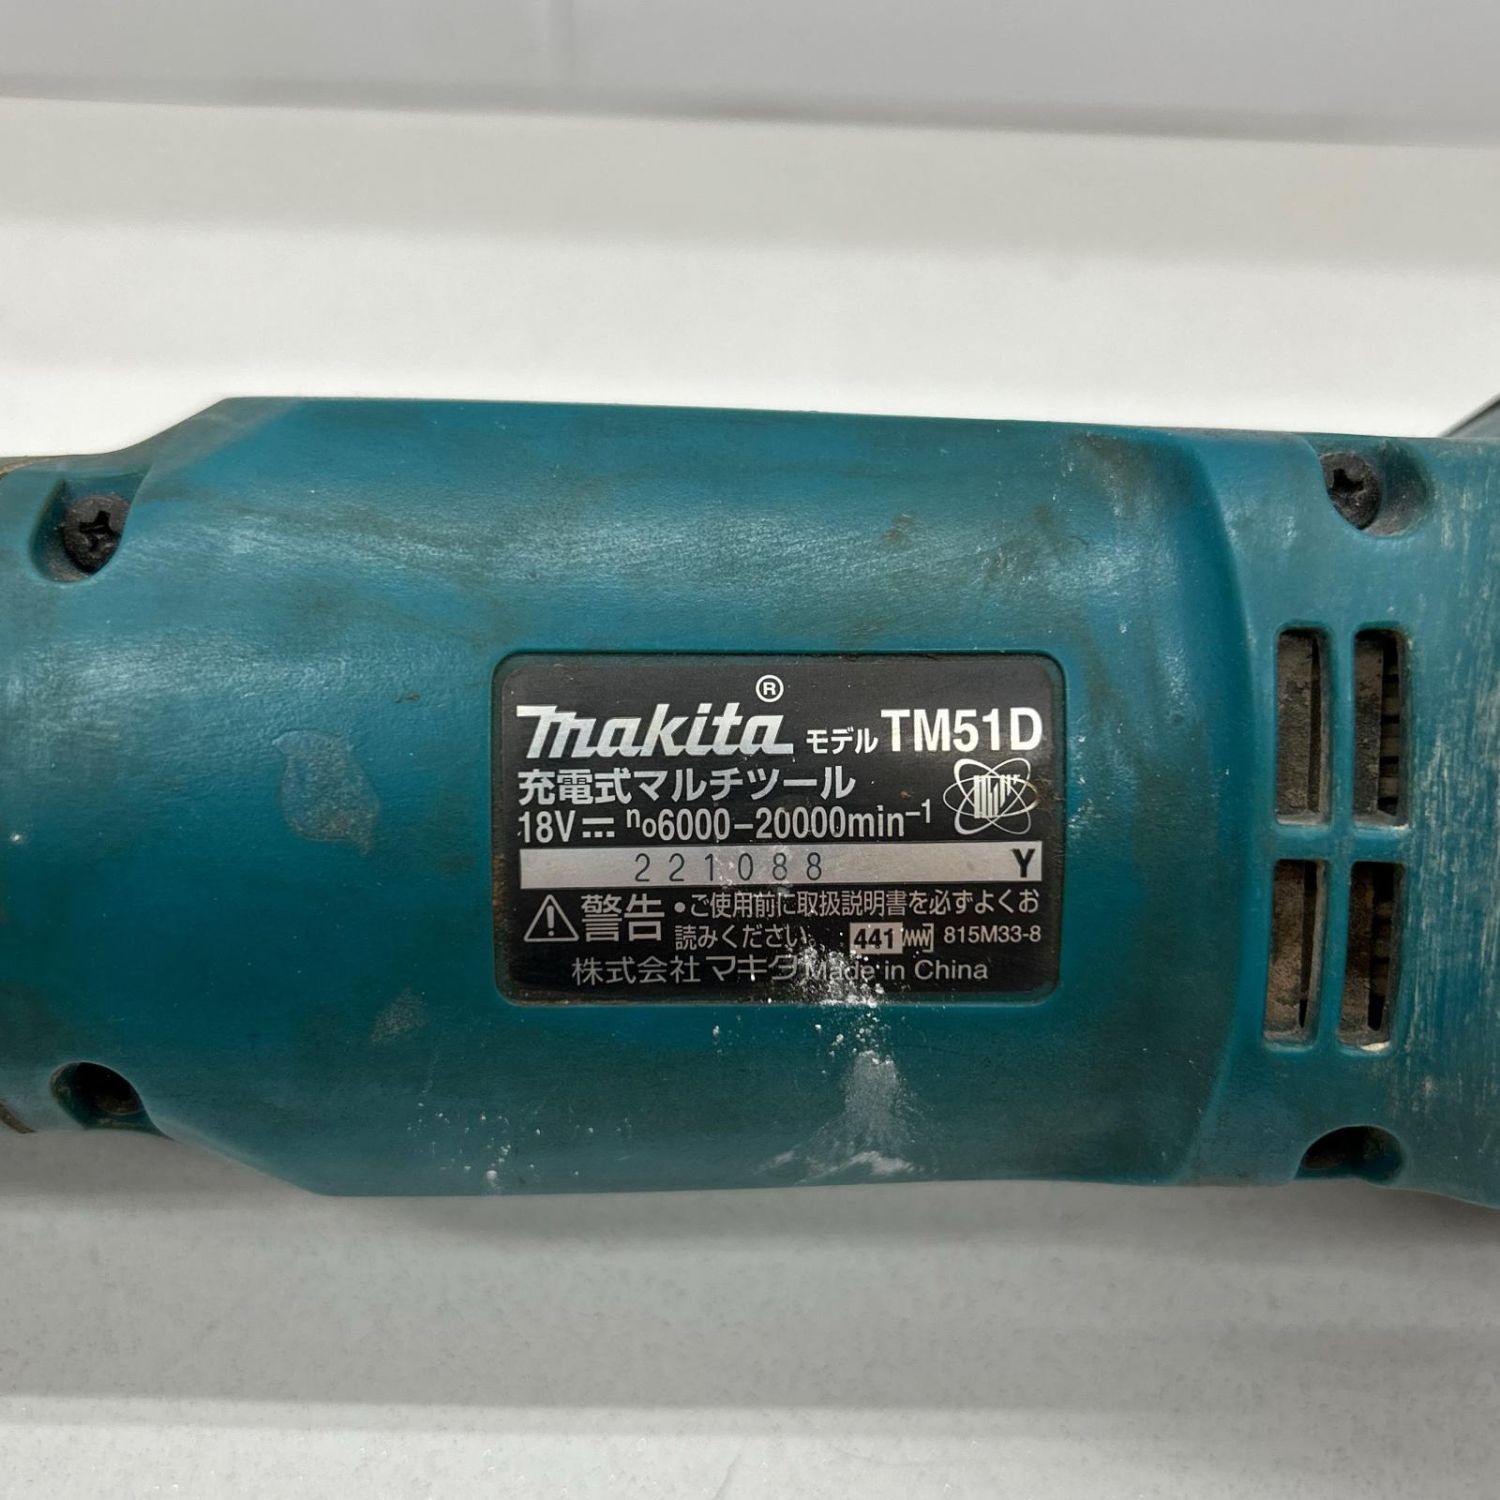 makita® モデル TM51D
充電式マルチツール
18V⎓ n₀6000-20000min⁻¹
221088 Y
⚠警告 •ご使用前に取扱説明書を必ずよくお
読みください 441 815M33-8
株式会社マキタ Made in China